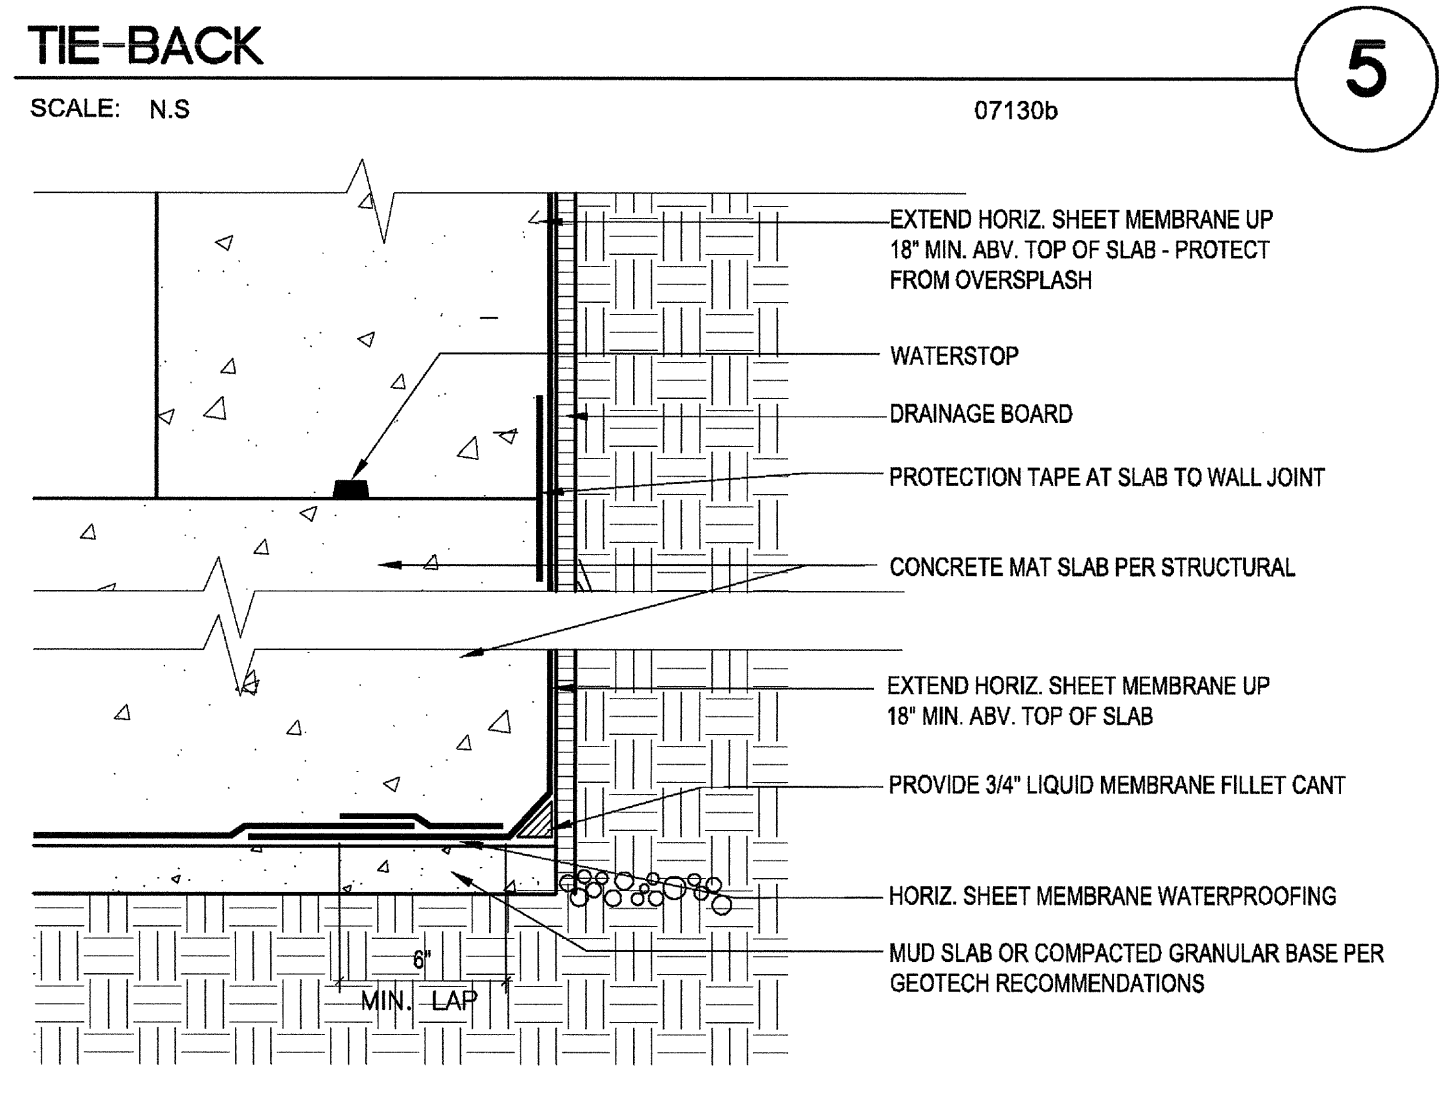 TIE-BACK
5
SCALE: N.S
07130b
EXTEND HORIZ. SHEET MEMBRANE UP
18" MIN. ABV. TOP OF SLAB - PROTECT
FROM OVERSPLASH
WATERSTOP
DRAINAGE BOARD
PROTECTION TAPE AT SLAB TO WALL JOINT
CONCRETE MAT SLAB PER STRUCTURAL
EXTEND HORIZ. SHEET MEMBRANE UP
18" MIN. ABV. TOP OF SLAB
PROVIDE 3/4" LIQUID MEMBRANE FILLET CANT
HORIZ. SHEET MEMBRANE WATERPROOFING
MUD SLAB OR COMPACTED GRANULAR BASE PER
GEOTECH RECOMMENDATIONS
6"
MIN. LAP